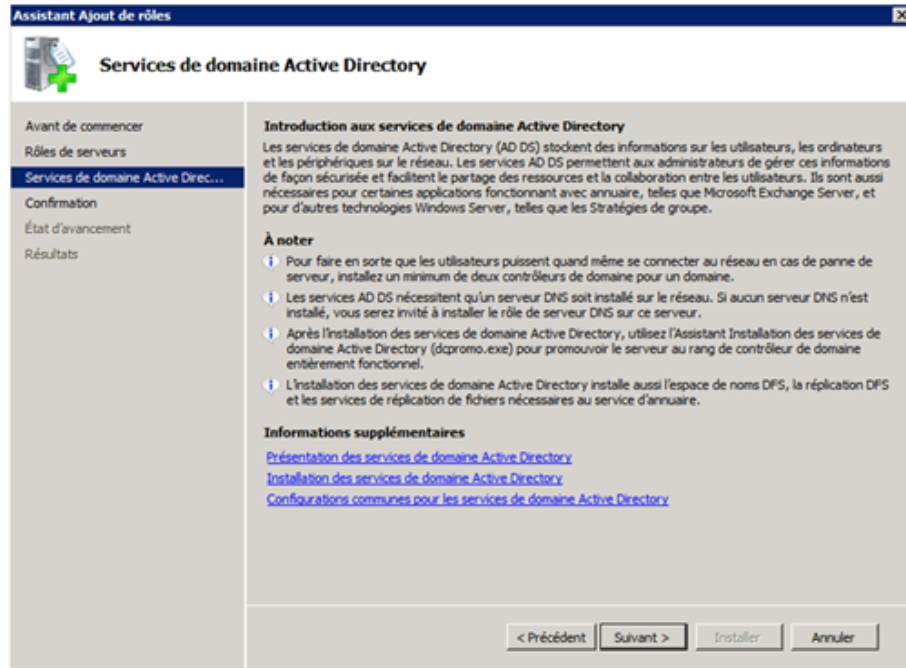 Assistant Ajout de rôles
Services de domaine Active Directory
Avant de commencer
Rôles de serveurs
Services de domaine Active Direc...
Confirmation
État d'avancement
Résultats
Introduction aux services de domaine Active Directory
Les services de domaine Active Directory (AD DS) stockent des informations sur les utilisateurs, les ordinateurs
et les périphériques sur le réseau. Les services AD DS permettent aux administrateurs de gérer ces informations
de façon sécurisée et facilitent le partage des ressources et la collaboration entre les utilisateurs. Ils sont aussi
nécessaires pour certaines applications fonctionnant avec annuaire, telles que Microsoft Exchange Server, et
pour d'autres technologies Windows Server, telles que les Stratégies de groupe.
À noter
Pour faire en sorte que les utilisateurs puissent quand même se connecter au réseau en cas de panne de
serveur, installez un minimum de deux contrôleurs de domaine pour un domaine.
Les services AD DS nécessitent qu'un serveur DNS soit installé sur le réseau. Si aucun serveur DNS n'est
installé, vous serez invité à installer le rôle de serveur DNS sur ce serveur.
Après l'installation des services de domaine Active Directory, utilisez l'Assistant Installation des services de
domaine Active Directory (dcpromo.exe) pour promouvoir le serveur au rang de contrôleur de domaine
entièrement fonctionnel.
L'installation des services de domaine Active Directory installe aussi l'espace de noms DFS, la réplication DFS
et les services de réplication de fichiers nécessaires au service d'annuaire.
Informations supplémentaires
Présentation des services de domaine Active Directory
Installation des services de domaine Active Directory
Configurations communes pour les services de domaine Active Directory
< Précédent Suivant > Installer Annuler